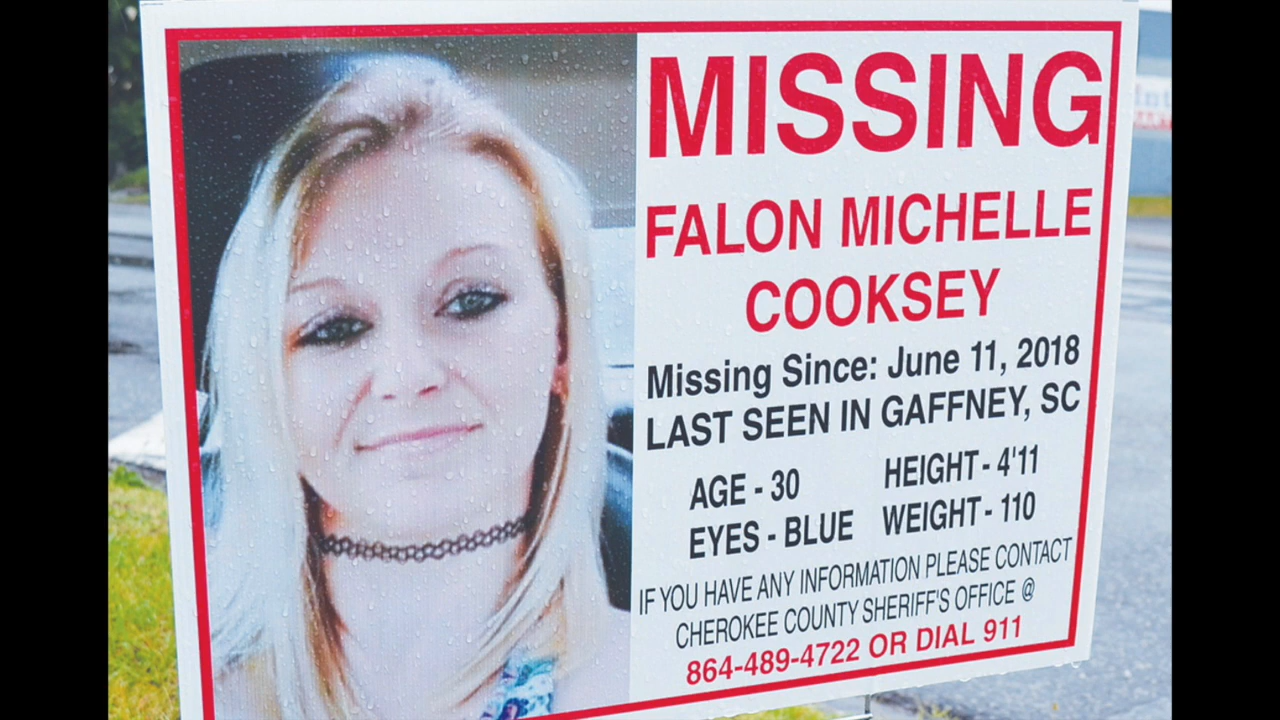 MISSING
FALON MICHELLE
COOKSEY
Missing Since: June 11, 2018
LAST SEEN IN GAFFNEY, SC
AGE - 30 HEIGHT - 4'11
EYES - BLUE WEIGHT - 110
IF YOU HAVE ANY INFORMATION PLEASE CONTACT
CHEROKEE COUNTY SHERIFF'S OFFICE @
864-489-4722 OR DIAL 911